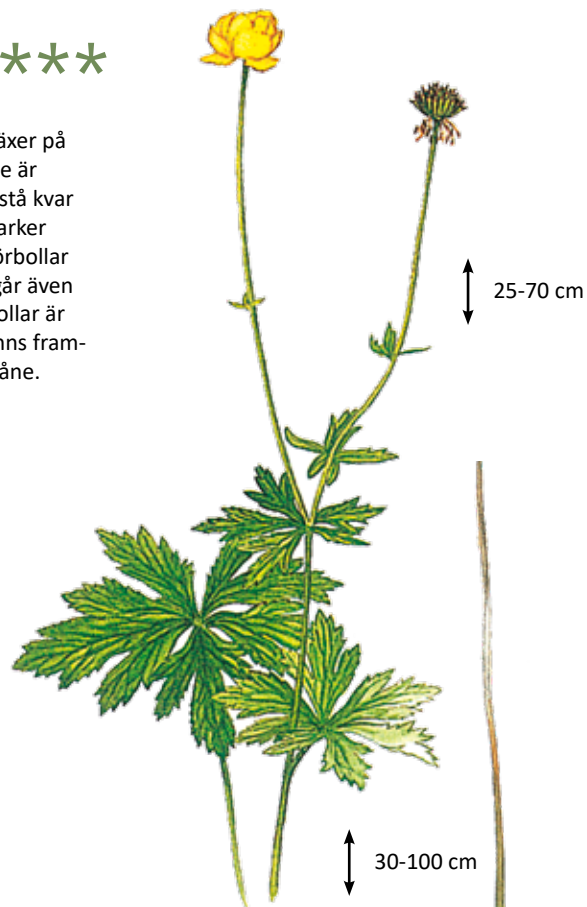 ****
äxer på
e är
stå kvar
arker
örbollar
går även
ollar är
nns fram-
åne.
25-70 cm
30-100 cm